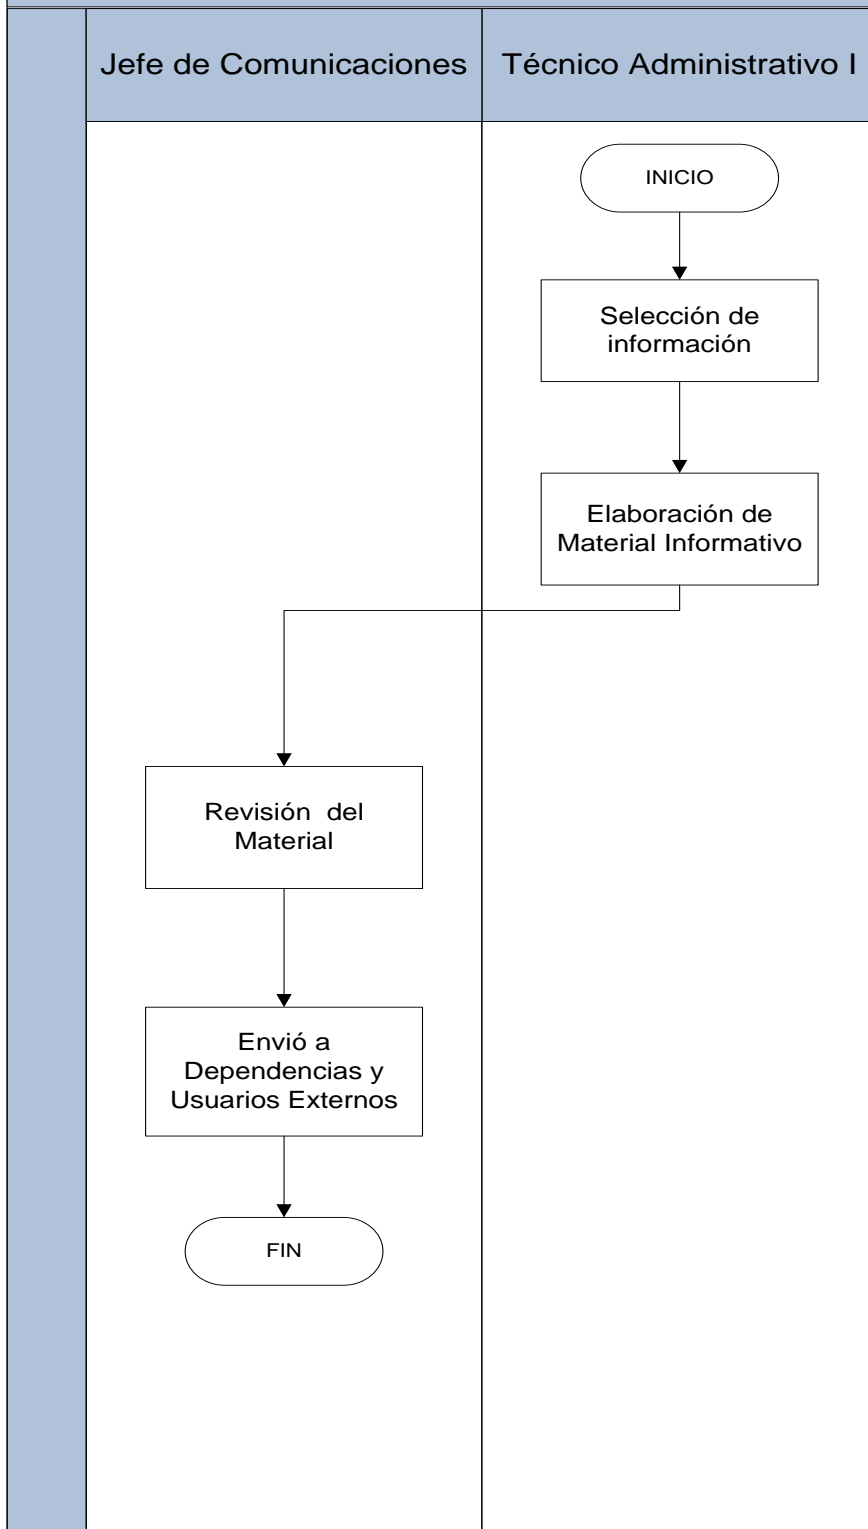 Jefe de Comunicaciones
Técnico Administrativo I
INICIO
Selección de
información
Elaboración de
Material Informativo
Revisión  del
Material
Envió a
Dependencias y
Usuarios Externos
FIN